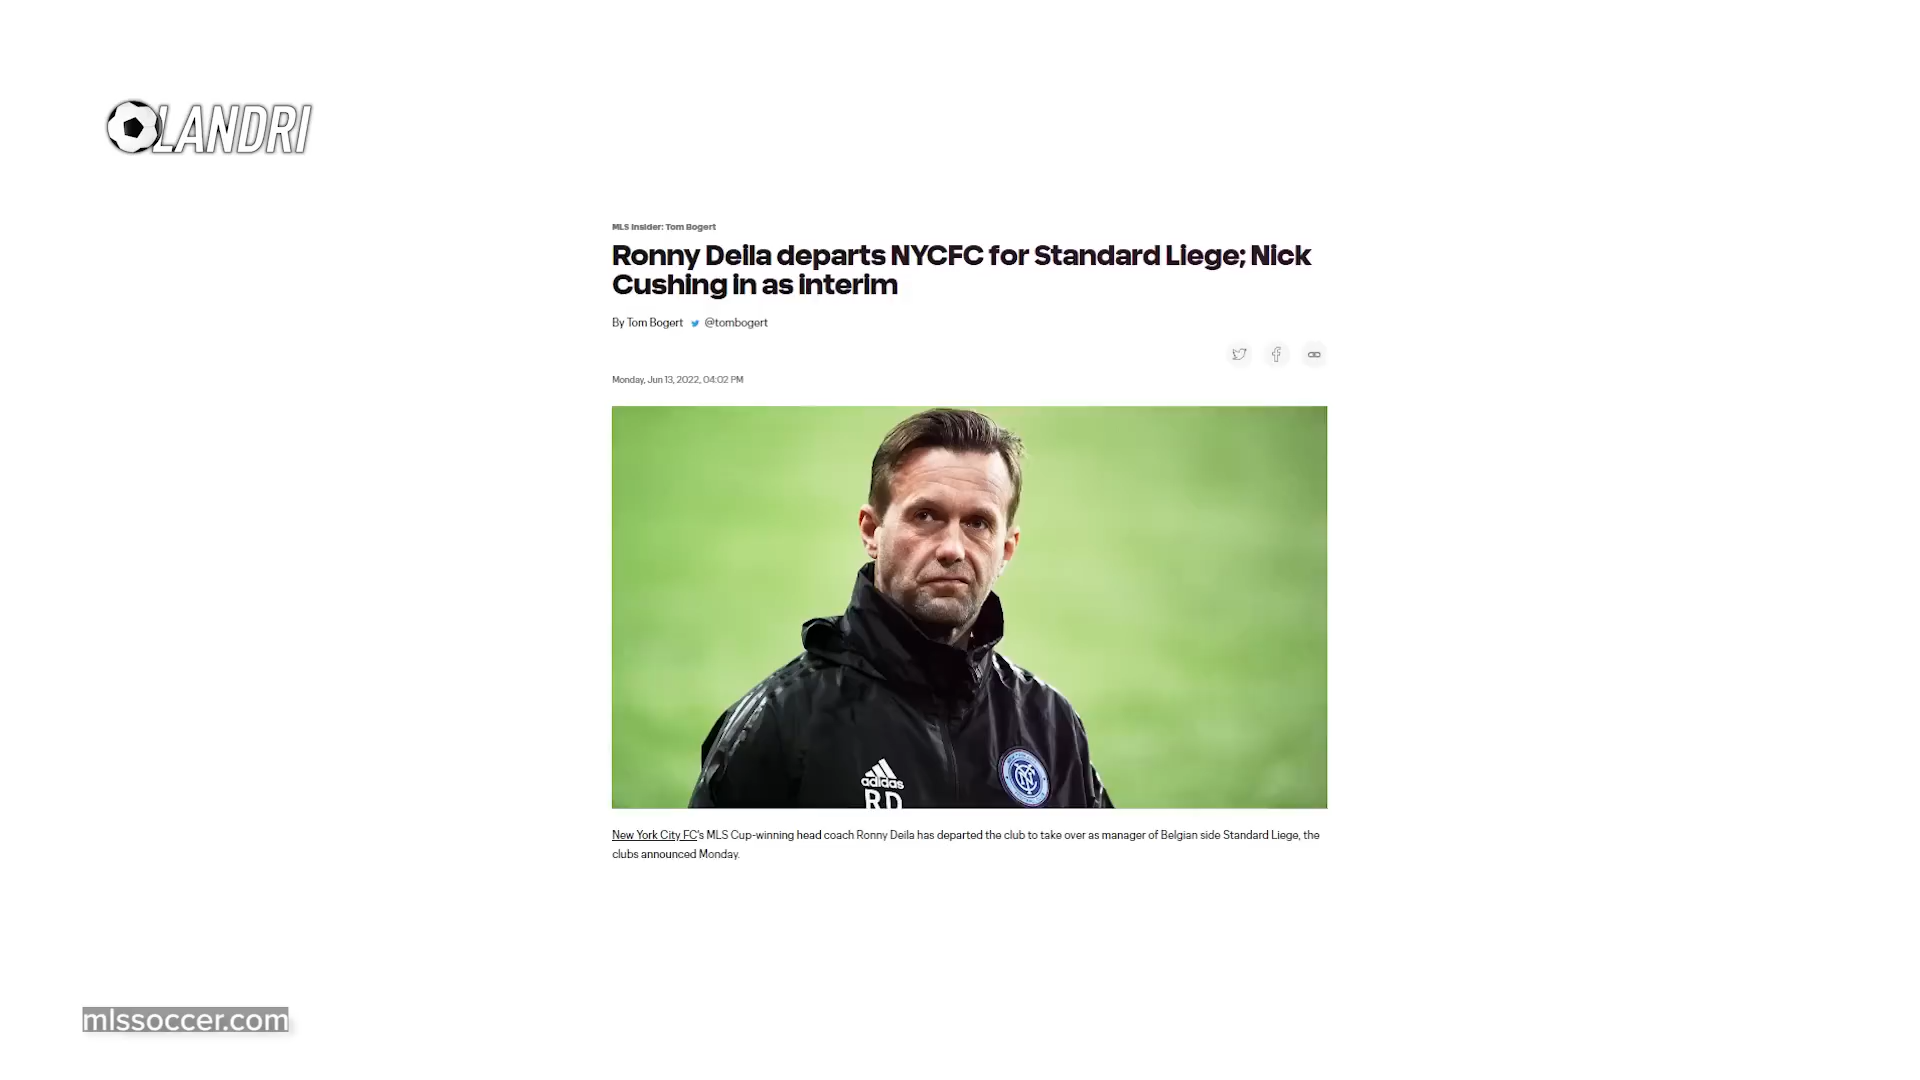 LANDRI
MLS Insider: Tom Bogert
Ronny Deila departs NYCFC for Standard Liege; Nick
Cushing in as interim
By Tom Bogert @tombogert
Monday, Jun 13, 2022, 04:02 PM
adidas
RD
New York City FC's MLS Cup-winning head coach Ronny Deila has departed the club to take over as manager of Belgian side Standard Liege, the
clubs announced Monday.
mlssoccer.com